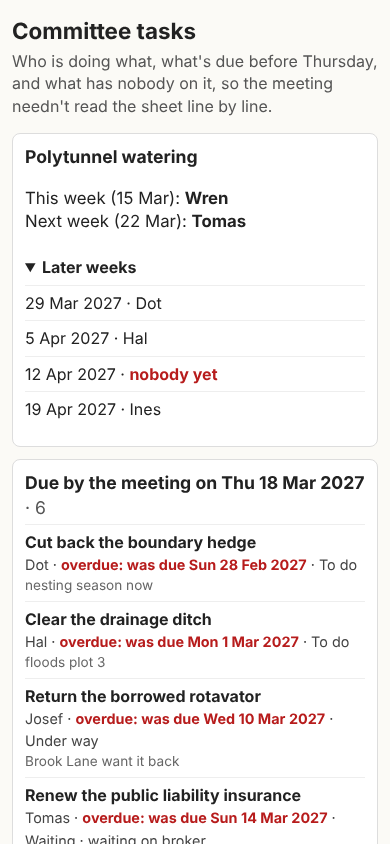 Committee tasks
Who is doing what, what's due before Thursday,
and what has nobody on it, so the meeting
needn't read the sheet line by line.
Polytunnel watering
This week (15 Mar): Wren
Next week (22 Mar): Tomas
▼ Later weeks
29 Mar 2027 · Dot
5 Apr 2027 · Hal
12 Apr 2027 · nobody yet
19 Apr 2027 · Ines
Due by the meeting on Thu 18 Mar 2027
· 6
Cut back the boundary hedge
Dot · overdue: was due Sun 28 Feb 2027 · To do
nesting season now
Clear the drainage ditch
Hal · overdue: was due Mon 1 Mar 2027 · To do
floods plot 3
Return the borrowed rotavator
Josef · overdue: was due Wed 10 Mar 2027 ·
Under way
Brook Lane want it back
Renew the public liability insurance
Tomas · overdue: was due Sun 14 Mar 2027 ·
Waiting · waiting on broker